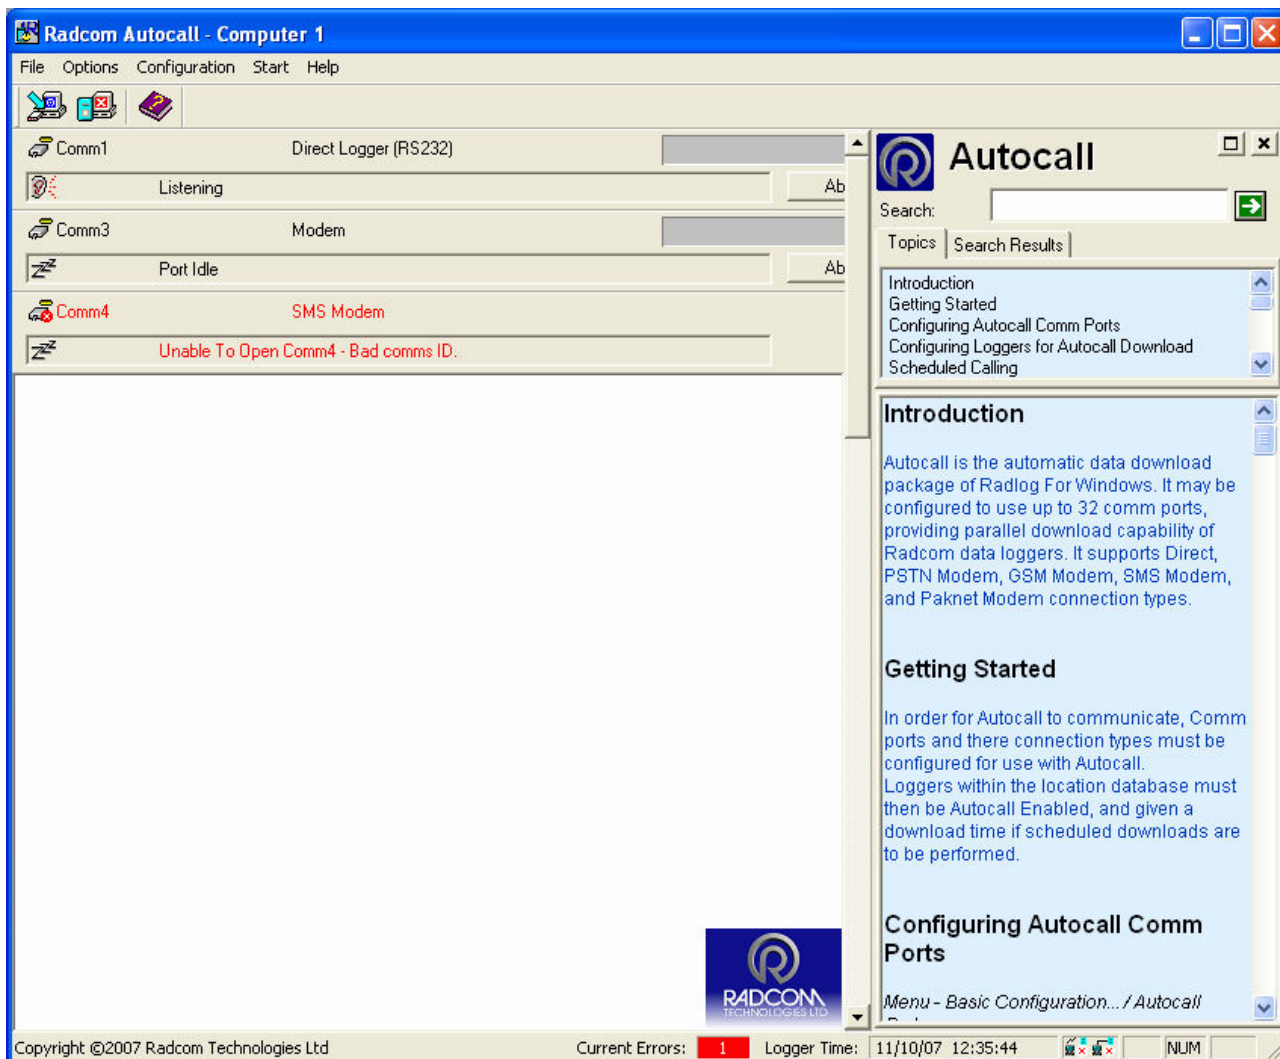 Radcom Autocall - Computer 1
File Options Configuration Start Help
Comm1 Direct Logger (RS232)
Listening Ab
Comm3 Modem
Port Idle Ab
Comm4 SMS Modem
Unable To Open Comm4 - Bad comms ID.
RADCOM
TECHNOLOGIES LTD
Autocall
Search:
Topics Search Results
Introduction
Getting Started
Configuring Autocall Comm Ports
Configuring Loggers for Autocall Download
Scheduled Calling
Introduction
Autocall is the automatic data download
package of Radlog For Windows. It may be
configured to use up to 32 comm ports,
providing parallel download capability of
Radcom data loggers. It supports Direct,
PSTN Modem, GSM Modem, SMS Modem,
and Paknet Modem connection types.
Getting Started
In order for Autocall to communicate, Comm
ports and there connection types must be
configured for use with Autocall.
Loggers within the location database must
then be Autocall Enabled, and given a
download time if scheduled downloads are
to be performed.
Configuring Autocall Comm
Ports
Menu - Basic Configuration... / Autocall
Copyright ©2007 Radcom Technologies Ltd Current Errors: 1 Logger Time: 11/10/07 12:35:44 NUM